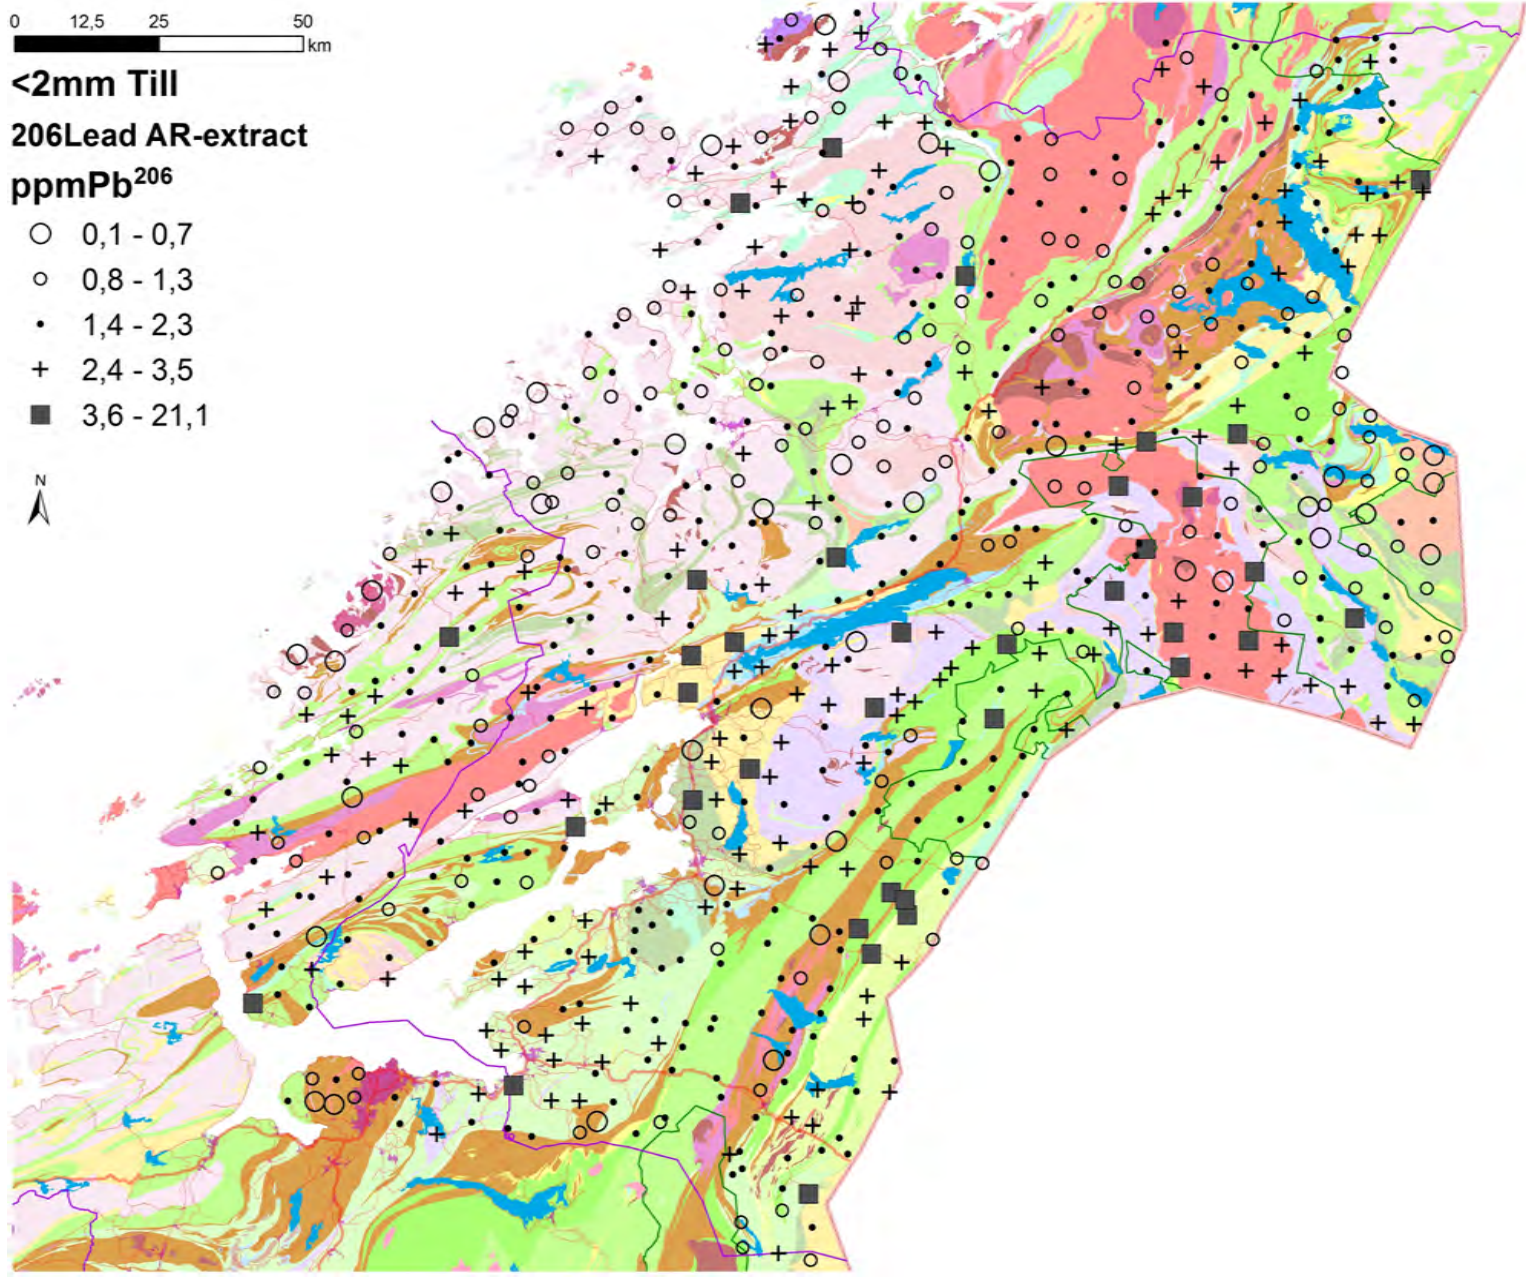 0 12,5 25 50
km
<2mm Till
206Lead AR-extract
ppmPb²⁰⁶
0,1 - 0,7
0,8 - 1,3
1,4 - 2,3
2,4 - 3,5
3,6 - 21,1
N